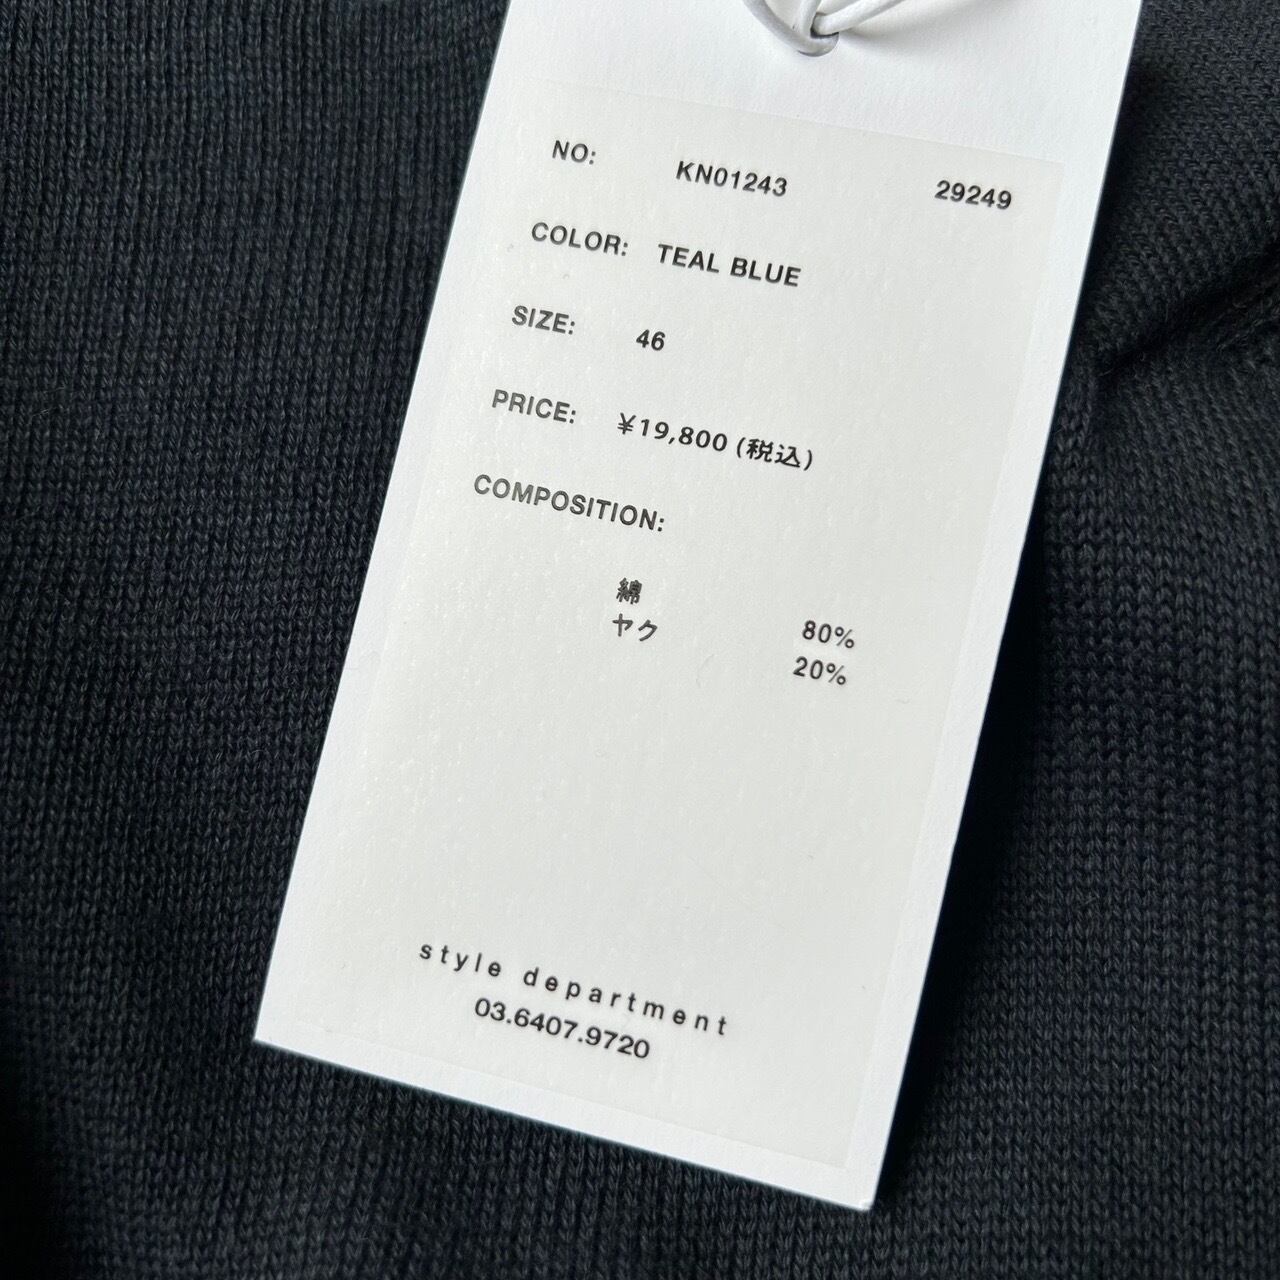 NO: KN01243 29249
COLOR: TEAL BLUE
SIZE: 46
PRICE: ¥19,800 (税込)
COMPOSITION:
綿 80%
ヤク 20%
style department
03.6407.9720